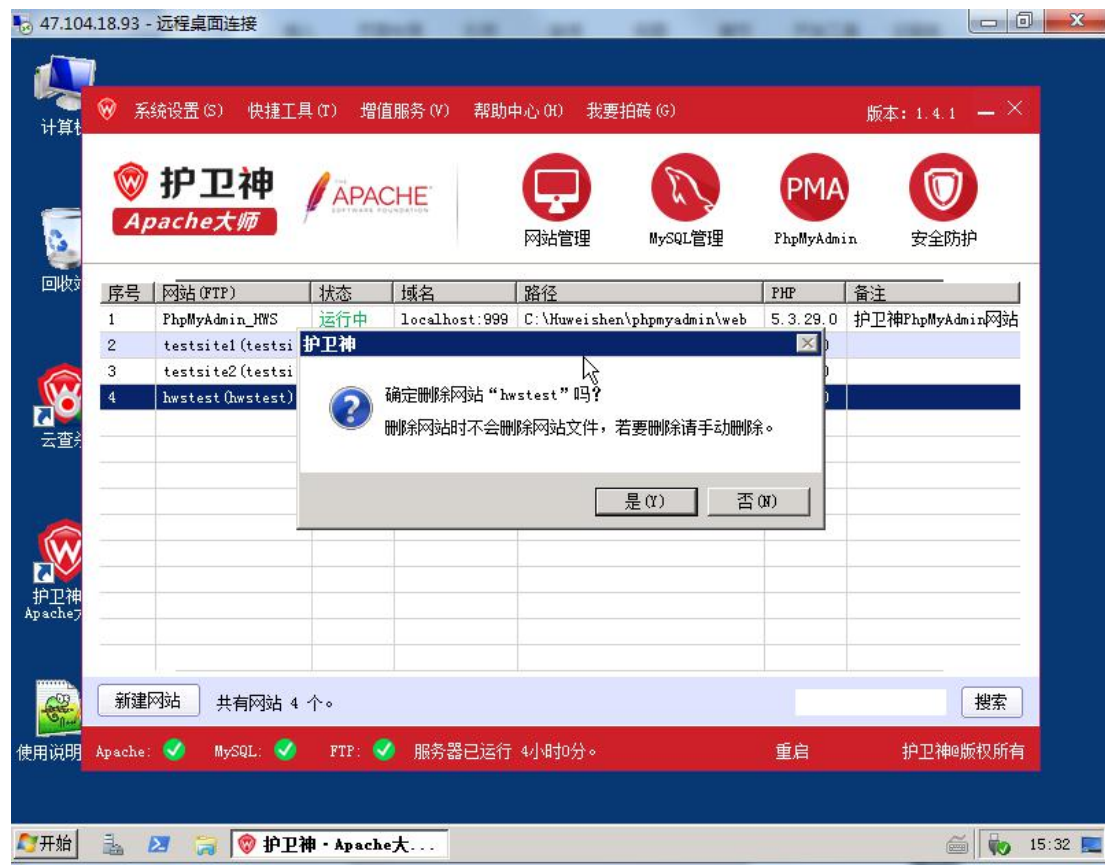 47.104.18.93 - 远程桌面连接
计算机
系统设置(S) 快捷工具(T) 增值服务(V) 帮助中心(H) 我要拍砖(G) 版本: 1.4.1
护卫神
Apache大师
THE
APACHE
SOFTWARE FOUNDATION
PMA
网站管理 MySQL管理 PhpMyAdmin 安全防护
回收站
序号 网站(FTP) 状态 域名 路径 PHP 备注
1 PhpMyAdmin_HWS 运行中 localhost:999 C:\Huweishen\phpmyadmin\web 5.3.29.0 护卫神PhpMyAdmin网站
2 testsite1(testsi
3 testsite2(testsi
4 hwstest(hwstest)
护卫神
确定删除网站“hwstest”吗?
删除网站时不会删除网站文件,若要删除请手动删除。
是(Y) 否(N)
云查杀
护卫神
Apache大
新建网站 共有网站 4 个。 搜索
使用说明
Apache: MySQL: FTP: 服务器已运行 4小时0分。 重启 护卫神@版权所有
开始 护卫神·Apache大... 15:32